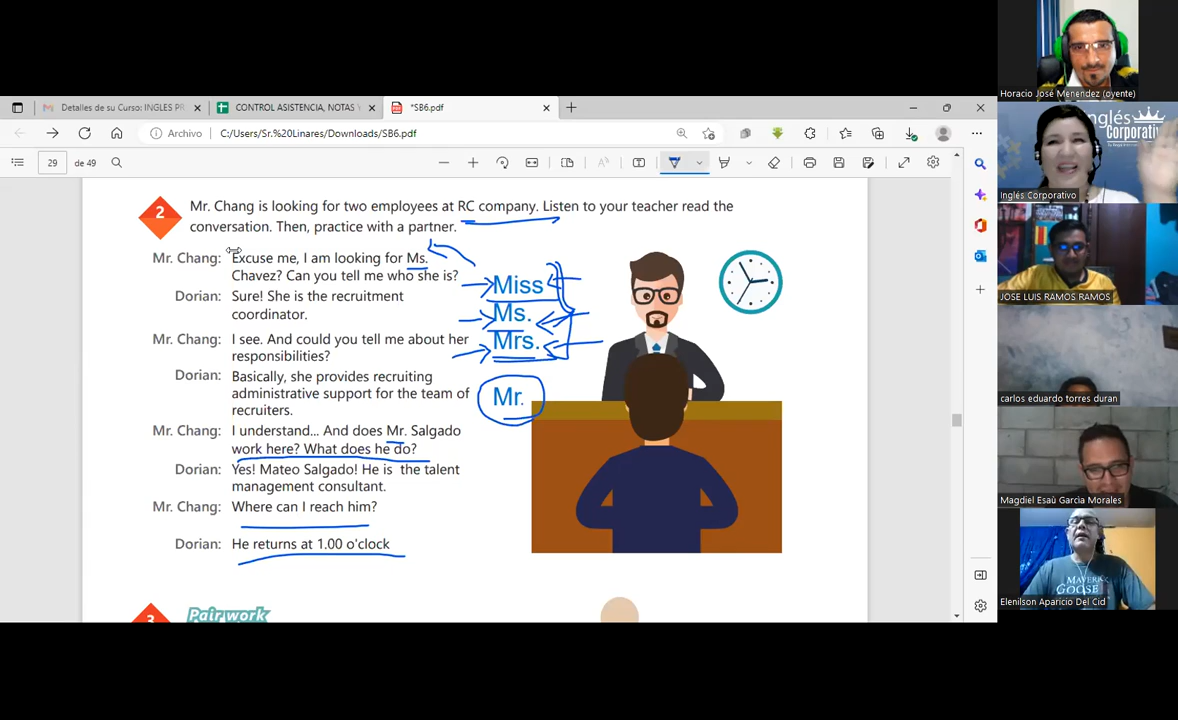 Detalles de su Curso: INGLES PR
CONTROL ASISTENCIA, NOTAS Y
*SB6.pdf
Archivo
C:/Users/Sr.%20Linares/Downloads/SB6.pdf
29
de 49
2
Mr. Chang is looking for two employees at RC company. Listen to your teacher read the
conversation. Then, practice with a partner.
Mr. Chang: Excuse me, I am looking for Ms.
Chavez? Can you tell me who she is?
Dorian: Sure! She is the recruitment
coordinator.
Mr. Chang: I see. And could you tell me about her
responsibilities?
Dorian: Basically, she provides recruiting
administrative support for the team of
recruiters.
Mr. Chang: I understand... And does Mr. Salgado
work here? What does he do?
Dorian: Yes! Mateo Salgado! He is the talent
management consultant.
Mr. Chang: Where can I reach him?
Dorian: He returns at 1.00 o'clock
Miss
Ms.
Mrs.
Mr.
3
Pair work
Horacio José Menendez (oyente)
Inglés
Corporativo
Inglés Corporativo
JOSE LUIS RAMOS RAMOS
carlos eduardo torres duran
Magdiel Esaù Garcìa Morales
GOOSE
Elenilson Aparicio Del Cid